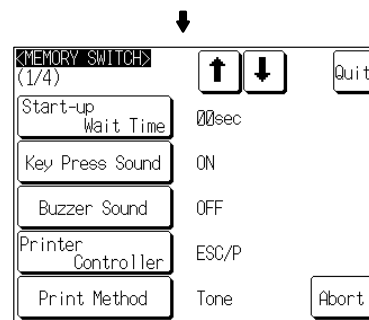 <MEMORY SWITCH>
(1/4)
Quit
Start-up
Wait Time
00sec
Key Press Sound
ON
Buzzer Sound
OFF
Printer
Controller
ESC/P
Print Method
Tone
Abort